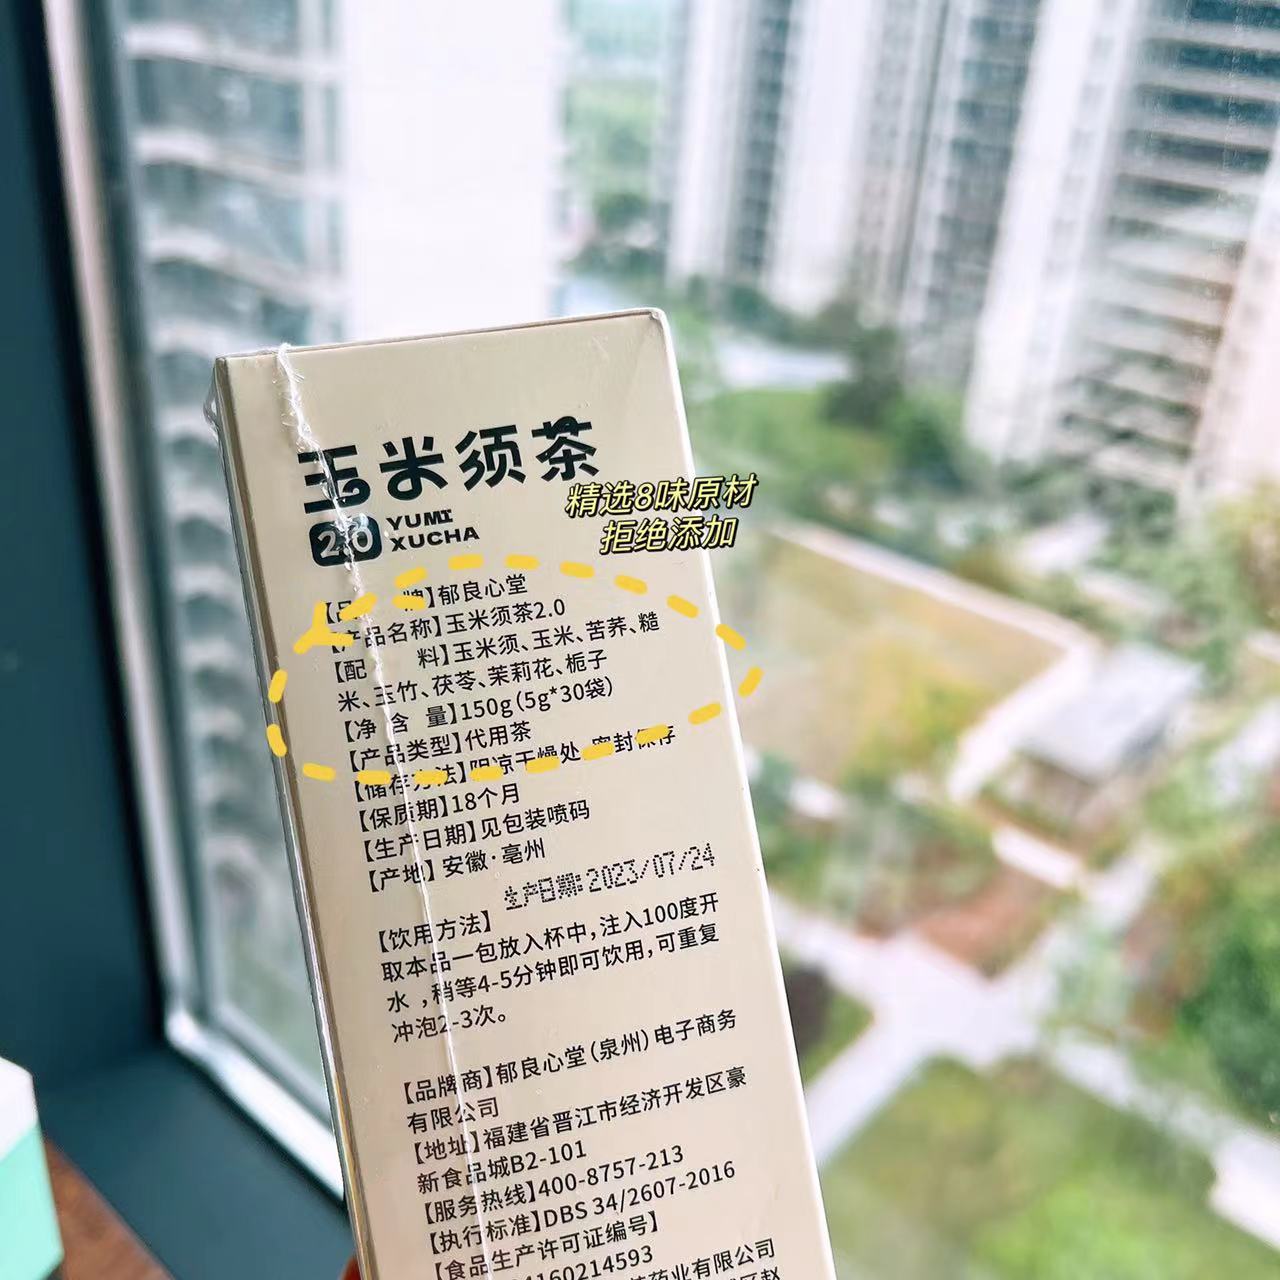 玉米须茶
2.0 YUMI
XUCHA
精选8味原材
拒绝添加
【品 牌】郁良心堂
【产品名称】玉米须茶2.0
【配 料】玉米须、玉米、苦荞、糙
米、玉竹、茯苓、茉莉花、栀子
【净 含 量】150g(5g*30袋)
【产品类型】代用茶
【储存方法】阴凉干燥处,密封保存
【保质期】18个月
【生产日期】见包装喷码
【产地】安徽·亳州
生产日期:2023/07/24
【饮用方法】
取本品一包放入杯中,注入100度开
水 ,稍等4-5分钟即可饮用,可重复
冲泡2-3次。
【品牌商】郁良心堂(泉州)电子商务
有限公司
【地址】福建省晋江市经济开发区豪
新食品城B2-101
【服务热线】400-8757-213
【执行标准】DBS 34/2607-2016
【食品生产许可证编号】
4160214593
药业有限公司